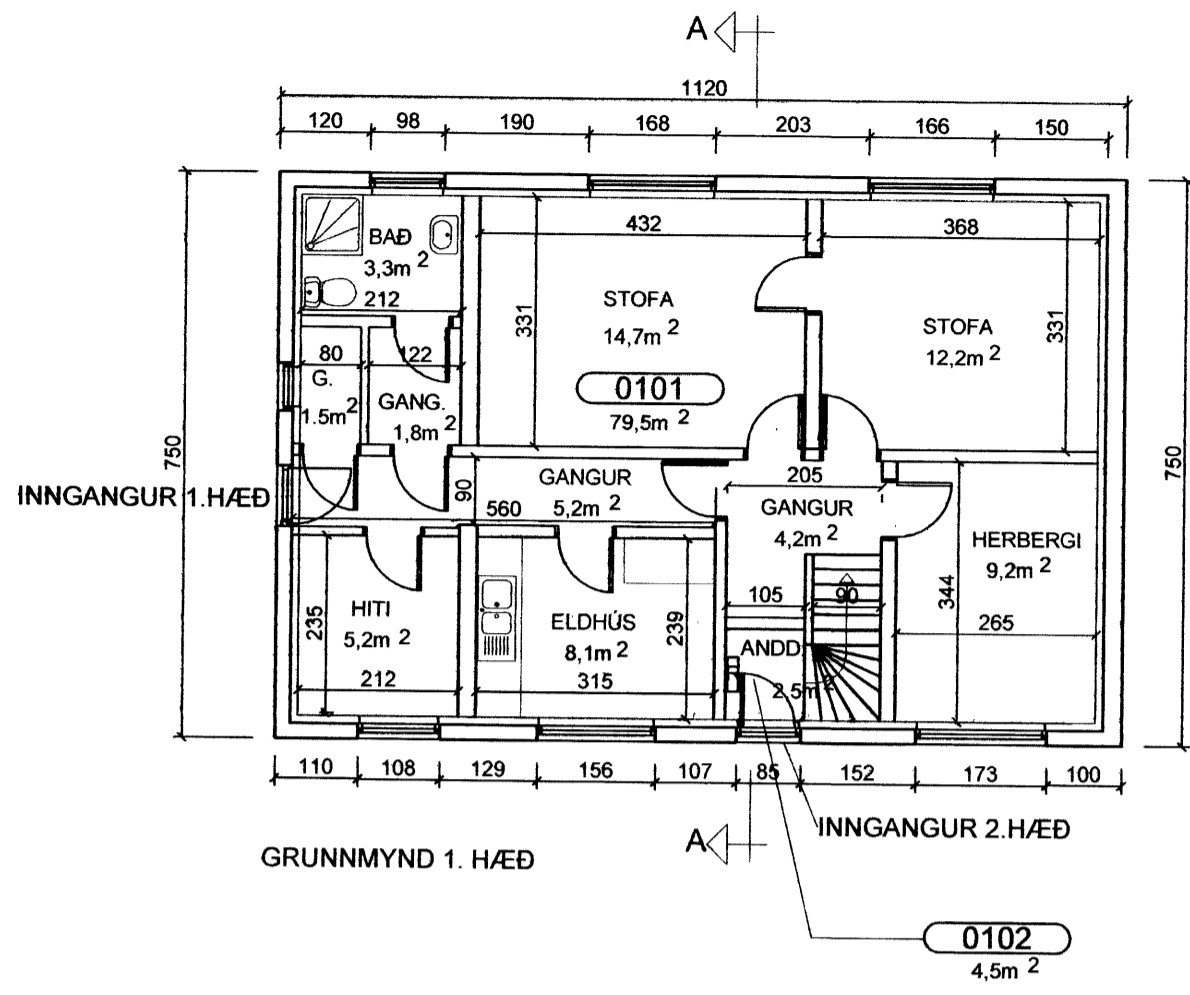 A
1120
120 98 190 168 203 166 150
432
368
BAÐ
3,3m 2
212
331
STOFA
14,7m 2
STOFA
12,2m 2
331
80
122
G.
1.5m 2
GANG.
1,8m 2
0101
79,5m 2
750
750
INNGANGUR 1.HÆÐ
90
GANGUR
5,2m 2
560
205
GANGUR
4,2m 2
HERBERGI
9,2m 2
344
265
HITI
5,2m 2
235
212
ELDHÚS
8,1m 2
239
315
105
90
ANDD
2,5m 2
110 108 129 156 107 85 152 173 100
A
INNGANGUR 2.HÆÐ
GRUNNMYND 1. HÆÐ
0102
4,5m 2